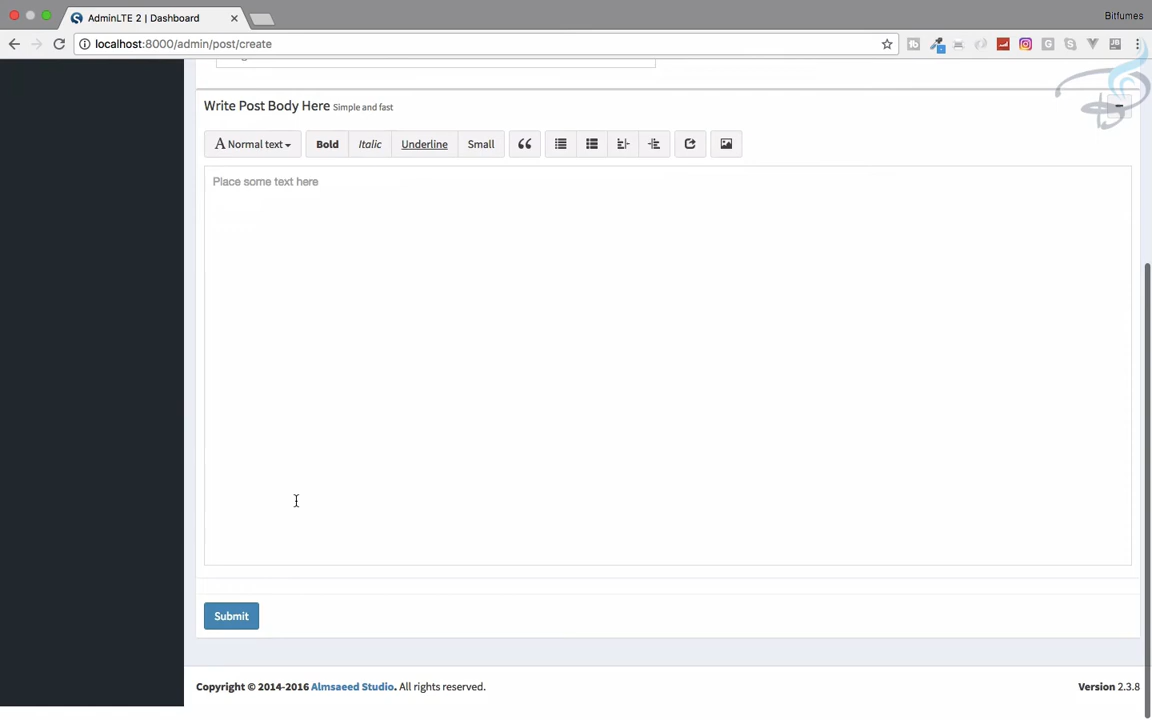 AdminLTE 2 | Dashboard
Bitfumes
localhost:8000/admin/post/create
Write Post Body Here Simple and fast
A Normal text Bold Italic Underline Small
Place some text here
Submit
Copyright © 2014-2016 Almsaeed Studio. All rights reserved.
Version 2.3.8